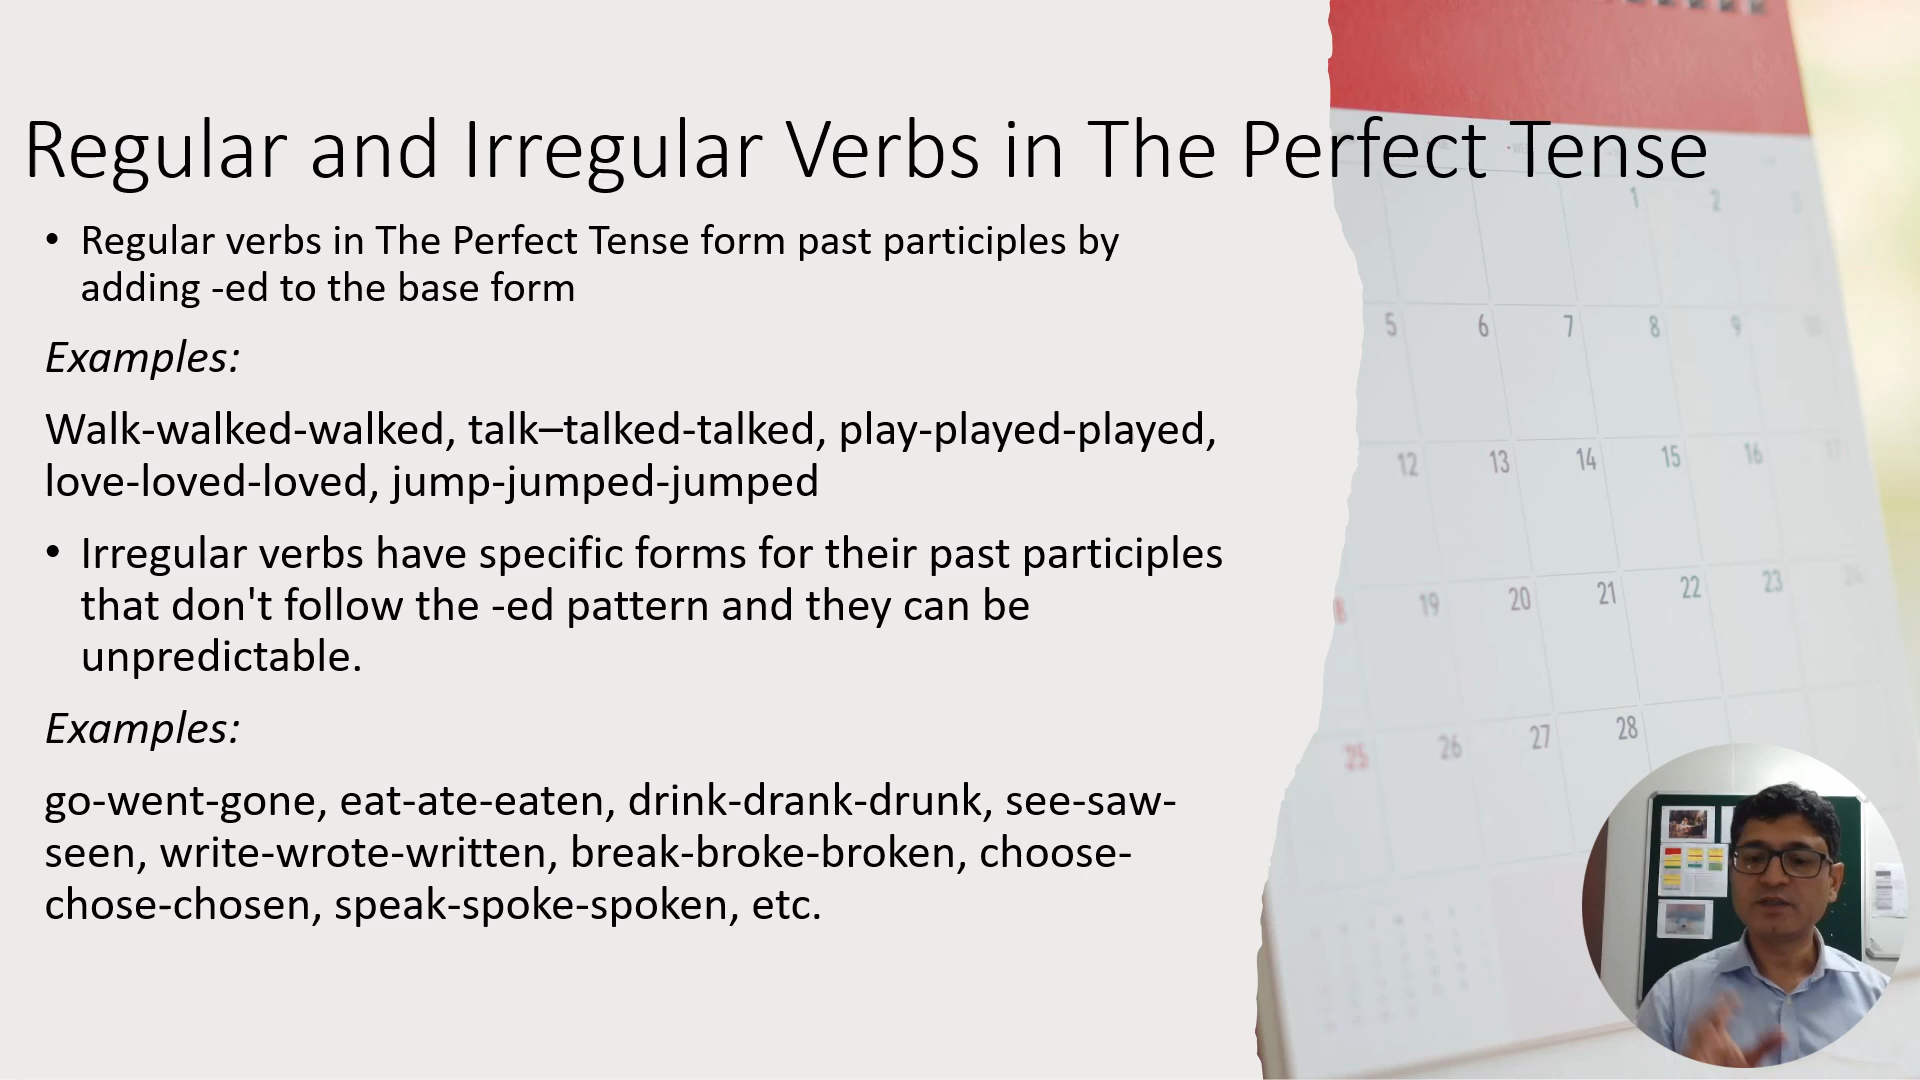 Regular and Irregular Verbs in The Perfect Tense
• Regular verbs in The Perfect Tense form past participles by
adding -ed to the base form
Examples:
Walk-walked-walked, talk–talked-talked, play-played-played,
love-loved-loved, jump-jumped-jumped
• Irregular verbs have specific forms for their past participles
that don't follow the -ed pattern and they can be
unpredictable.
Examples:
go-went-gone, eat-ate-eaten, drink-drank-drunk, see-saw-
seen, write-wrote-written, break-broke-broken, choose-
chose-chosen, speak-spoke-spoken, etc.
1 2
5 6 7 8 9
12 13 14 15 16
19 20 21 22 23
25 26 27 28